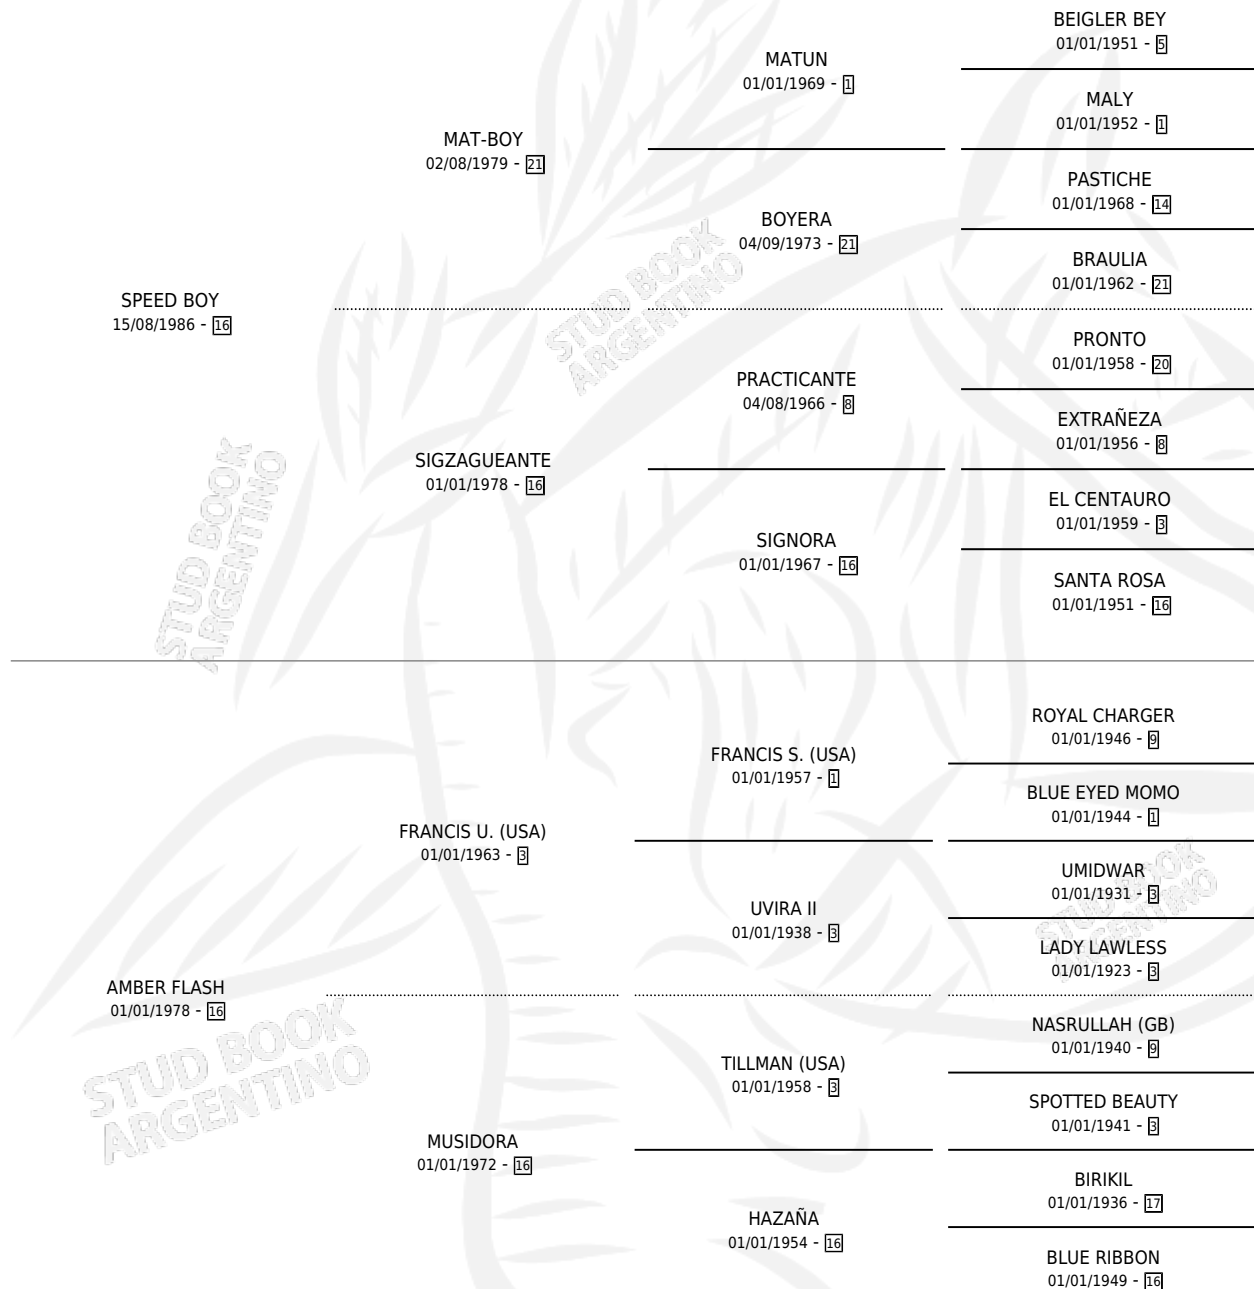 BEIGLER BEY
01/01/1951 - 5
MATUN
01/01/1969 - 1
MALY
01/01/1952 - 1
MAT-BOY
02/08/1979 - 21
PASTICHE
01/01/1968 - 14
BOYERA
04/09/1973 - 21
BRAULIA
01/01/1962 - 21
SPEED BOY
15/08/1986 - 16
PRONTO
01/01/1958 - 20
PRACTICANTE
04/08/1966 - 8
EXTRAÑEZA
01/01/1956 - 8
SIGZAGUEANTE
01/01/1978 - 16
EL CENTAURO
01/01/1959 - 3
SIGNORA
01/01/1967 - 16
SANTA ROSA
01/01/1951 - 16
ROYAL CHARGER
01/01/1946 - 9
FRANCIS S. (USA)
01/01/1957 - 1
BLUE EYED MOMO
01/01/1944 - 1
FRANCIS U. (USA)
01/01/1963 - 3
UMIDWAR
01/01/1931 - 3
UVIRA II
01/01/1938 - 3
LADY LAWLESS
01/01/1923 - 3
AMBER FLASH
01/01/1978 - 16
NASRULLAH (GB)
01/01/1940 - 9
TILLMAN (USA)
01/01/1958 - 3
SPOTTED BEAUTY
01/01/1941 - 3
MUSIDORA
01/01/1972 - 16
BIRIKIL
01/01/1936 - 17
HAZAÑA
01/01/1954 - 16
BLUE RIBBON
01/01/1949 - 16
STUD BOOK
ARGENTINO
STUD BOOK
ARGENTINO
STUD BOOK
ARGENTINO
STUD BOOK
ARGENTINO